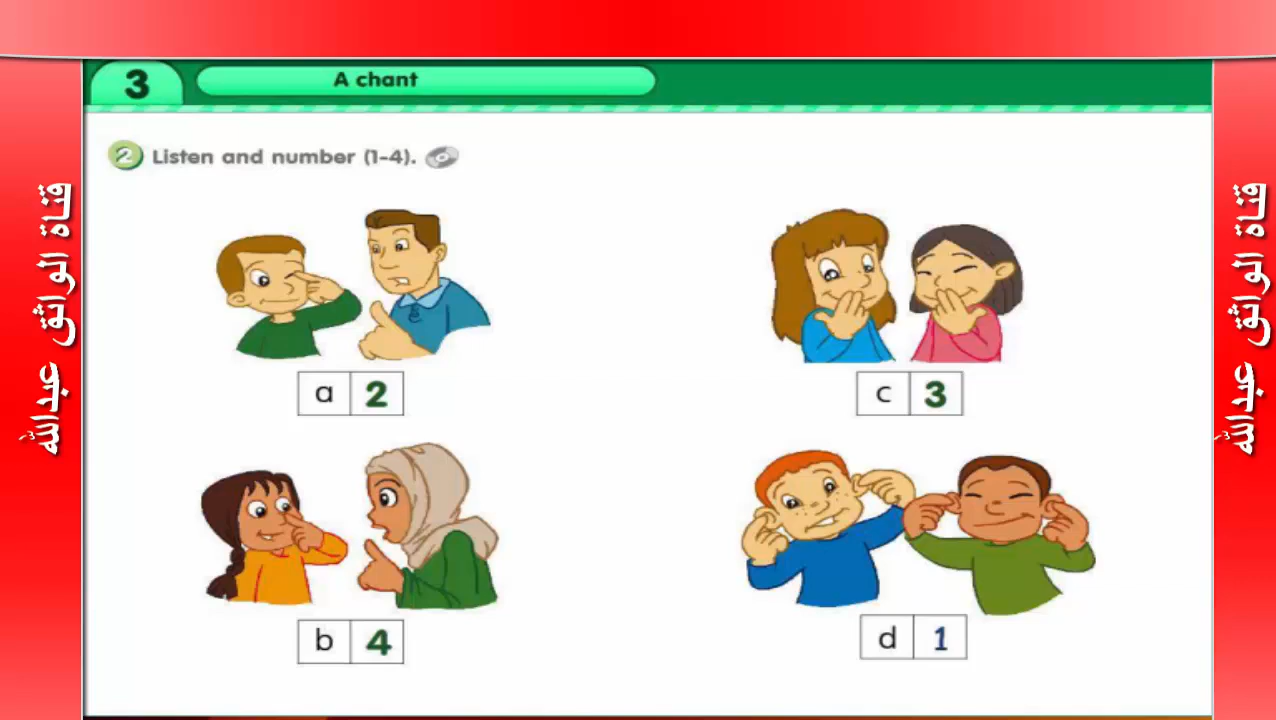 3
A chant
2 Listen and number (1-4).
قناة الواثق عبدالله
قناة الواثق عبدالله
a 2
c 3
b 4
d 1